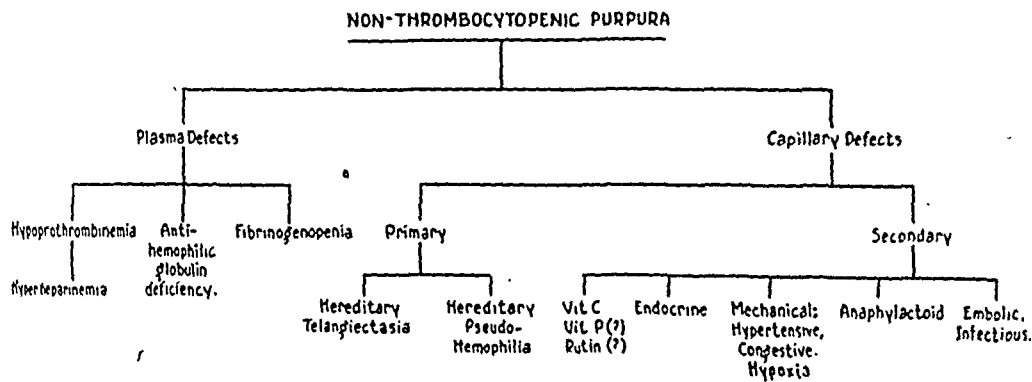 NON-THROMBOCYTOPENIC PURPURA
Plasma Defects
Capillary Defects
Hypoprothrombinemia
Anti-
hemophilic
globulin
deficiency.
Fibrinogenopenia
Primary
Secondary
Hyperheparinemia
Hereditary
Telangiectasia
Hereditary
Pseudo-
Hemophilia
Vit C
Vit P(?)
Rutin (?)
Endocrine
Mechanical:
Hypertensive,
Congestive.
Hypoxia
Anaphylactoid
Embolic,
Infectious.